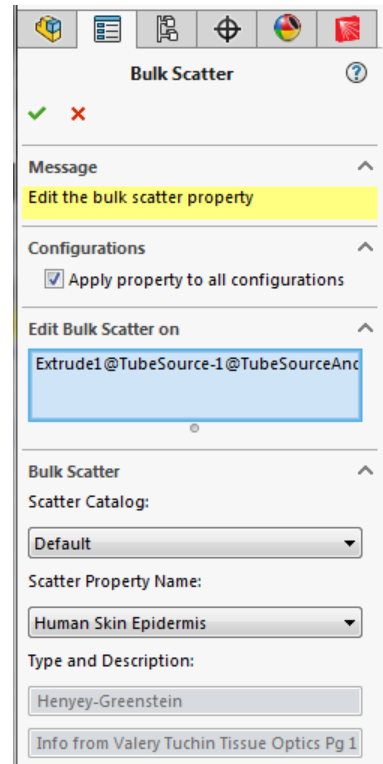 Bulk Scatter
Message
Edit the bulk scatter property
Configurations
Apply property to all configurations
Edit Bulk Scatter on
Extrude1@TubeSource-1@TubeSourceAnd
Bulk Scatter
Scatter Catalog:
Default
Scatter Property Name:
Human Skin Epidermis
Type and Description:
Henyey-Greenstein
Info from Valery Tuchin Tissue Optics Pg 1